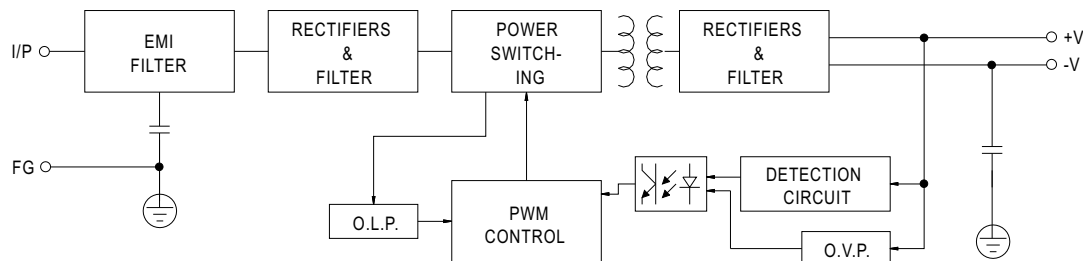 I/P
EMI
FILTER
RECTIFIERS
&
FILTER
POWER
SWITCH-
ING
RECTIFIERS
&
FILTER
+V
-V
FG
O.L.P.
PWM
CONTROL
DETECTION
CIRCUIT
O.V.P.